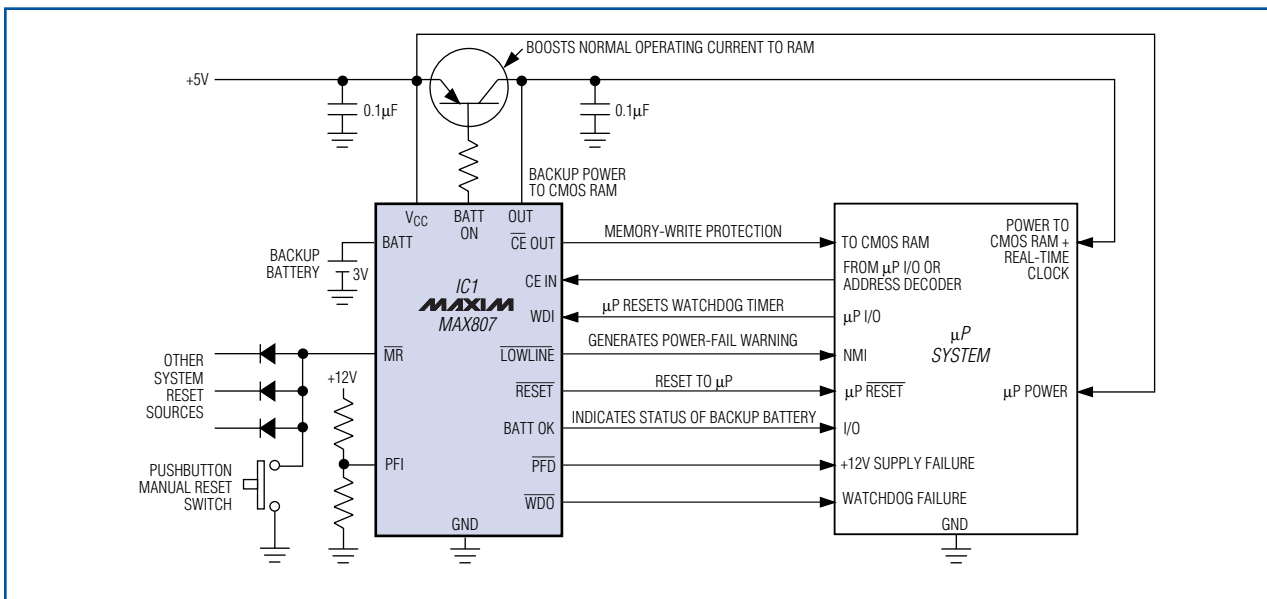 BOOSTS NORMAL OPERATING CURRENT TO RAM
+5V
0.1µF
0.1µF
BACKUP POWER
TO CMOS RAM
VCC
BATT
ON
OUT
BATT
CE OUT
MEMORY-WRITE PROTECTION
TO CMOS RAM
POWER TO
CMOS RAM +
REAL-TIME
CLOCK
BACKUP
BATTERY
3V
CE IN
FROM µP I/O OR
ADDRESS DECODER
IC1
MAXIM
MAX807
WDI
µP RESETS WATCHDOG TIMER
µP I/O
µP
SYSTEM
MR
LOWLINE
GENERATES POWER-FAIL WARNING
NMI
OTHER
SYSTEM
RESET
SOURCES
+12V
RESET
RESET TO µP
µP RESET
µP POWER
BATT OK
INDICATES STATUS OF BACKUP BATTERY
I/O
PUSHBUTTON
MANUAL RESET
SWITCH
PFI
PFD
+12V SUPPLY FAILURE
WDO
WATCHDOG FAILURE
GND
GND